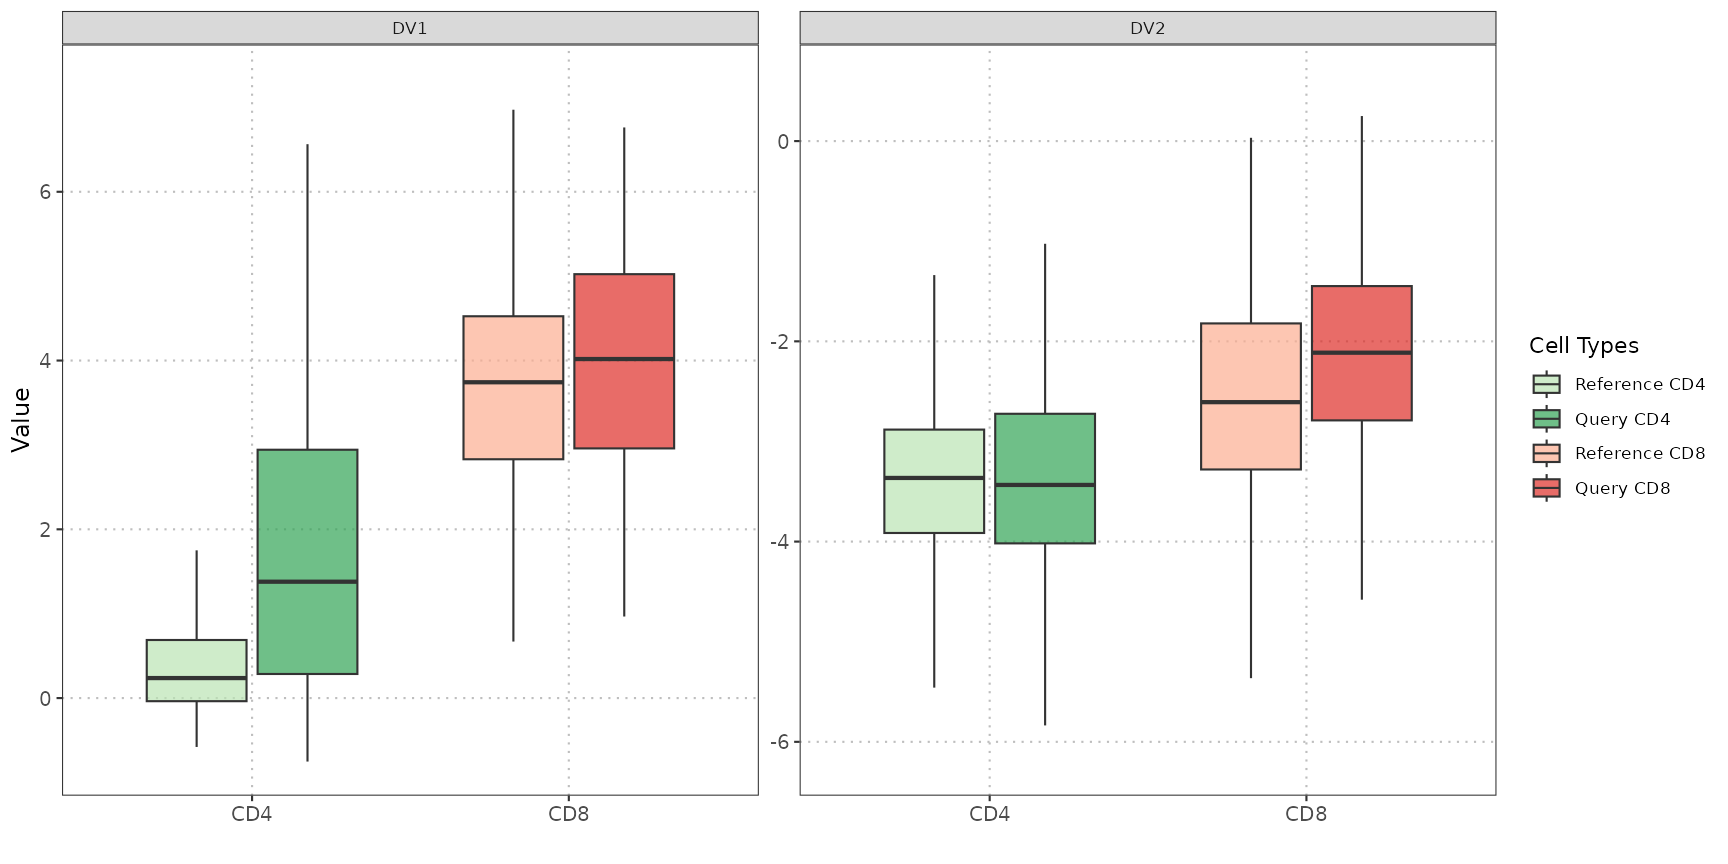 DV1
DV2
Value
6
4
2
0
0
-2
-4
-6
CD4
CD8
CD4
CD8
Cell Types
Reference CD4
Query CD4
Reference CD8
Query CD8